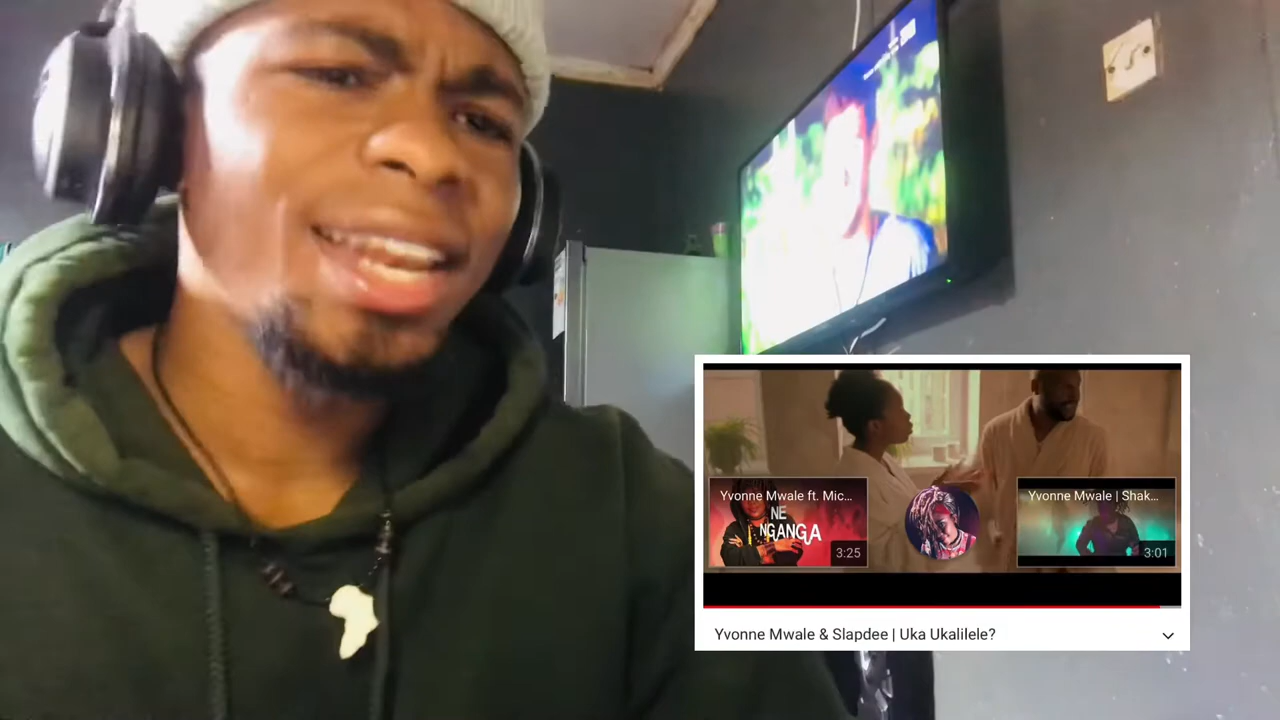 Yvonne Mwale ft. Mic...
NE
NGANGA
3:25
Yvonne Mwale | Shak...
3:01
Yvonne Mwale & Slapdee | Uka Ukalilele?